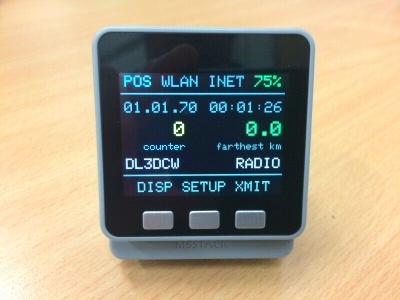 POS WLAN INET 75%
01.01.70 00:01:26
0 0.0
counter farthest km
DL3DCW RADIO
DISP SETUP XMIT
M5STACK